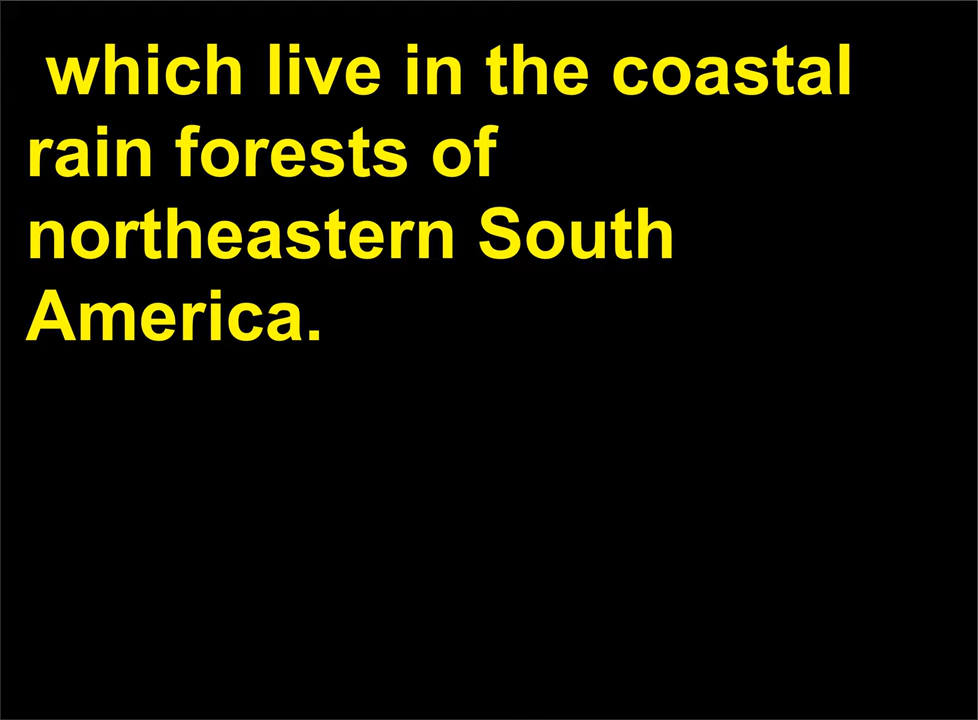 which live in the coastal
rain forests of
northeastern South
America.